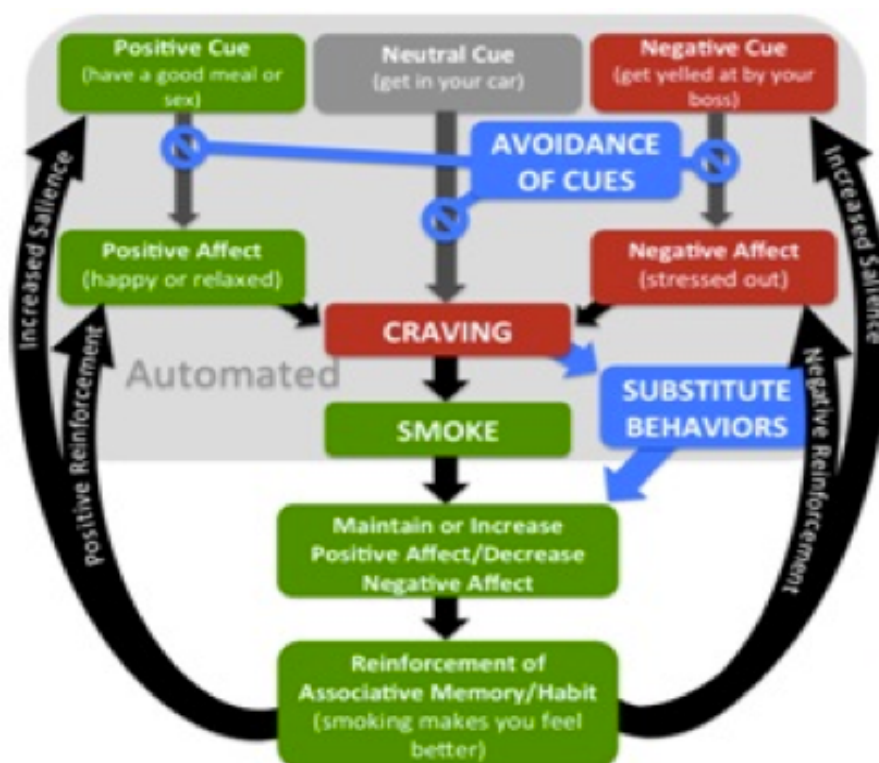 Positive Cue
(have a good meal or
sex)
Neutral Cue
(get in your car)
Negative Cue
(get yelled at by your
boss)
AVOIDANCE
OF CUES
Increased Salience
Increased Salience
Positive Affect
(happy or relaxed)
Negative Affect
(stressed out)
CRAVING
Automated
SUBSTITUTE
BEHAVIORS
SMOKE
Positive Reinforcement
Negative Reinforcement
Maintain or Increase
Positive Affect/Decrease
Negative Affect
Reinforcement of
Associative Memory/Habit
(smoking makes you feel
better)